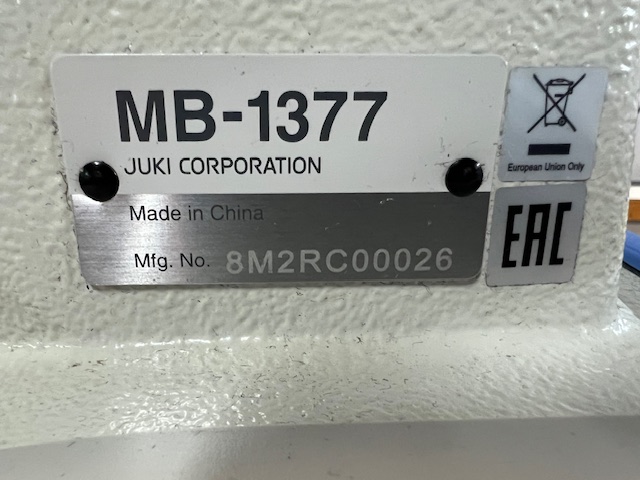 MB-1377
JUKI CORPORATION
Made in China
Mfg. No. 8M2RC00026
European Union Only
EAC